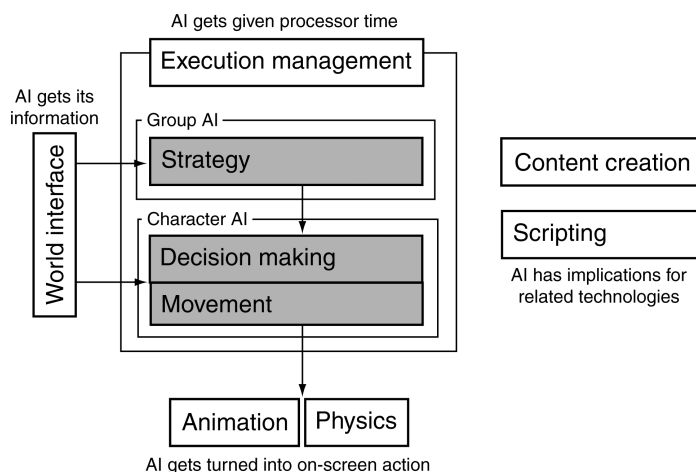 AI gets given processor time
Execution management
AI gets its
information
Group AI
Strategy
World interface
Character AI
Decision making
Movement
Animation
Physics
AI gets turned into on-screen action
Content creation
Scripting
AI has implications for
related technologies